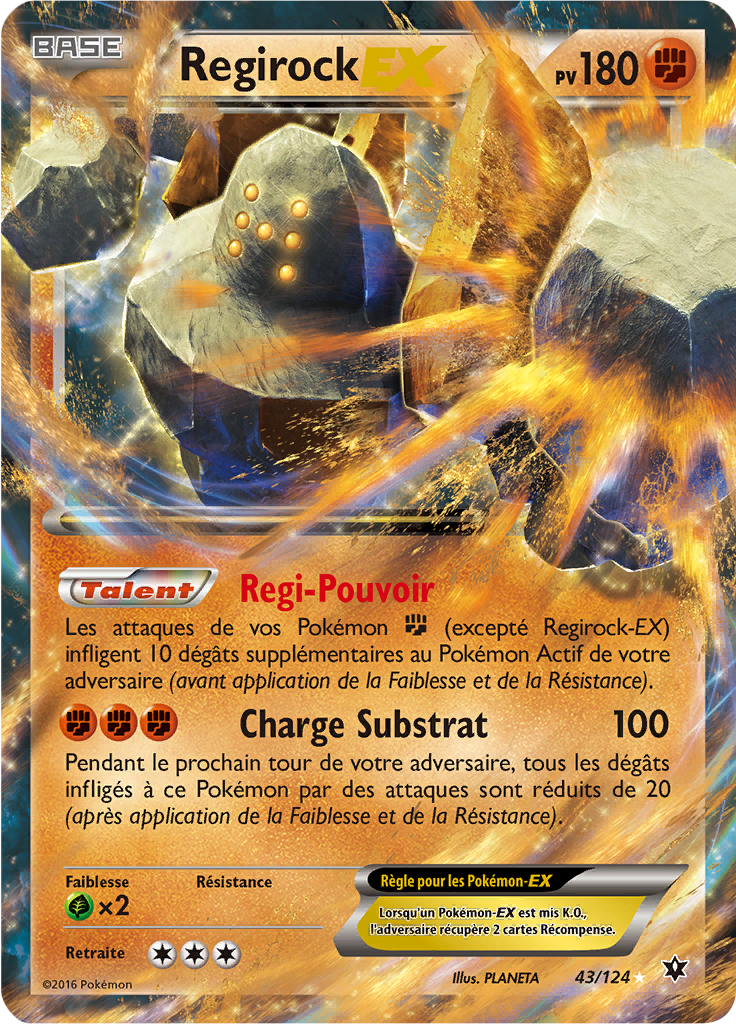 BASE
Regirock EX
PV 180
Talent Regi-Pouvoir
Les attaques de vos Pokémon (excepté Regirock-EX)
infligent 10 dégâts supplémentaires au Pokémon Actif de votre
adversaire (avant application de la Faiblesse et de la Résistance).
Charge Substrat 100
Pendant le prochain tour de votre adversaire, tous les dégâts
infligés à ce Pokémon par des attaques sont réduits de 20
(après application de la Faiblesse et de la Résistance).
Faiblesse Résistance
×2
Retraite
Règle pour les Pokémon-EX
Lorsqu'un Pokémon-EX est mis K.O.,
l'adversaire récupère 2 cartes Récompense.
©2016 Pokémon
Illus. PLANETA
43/124